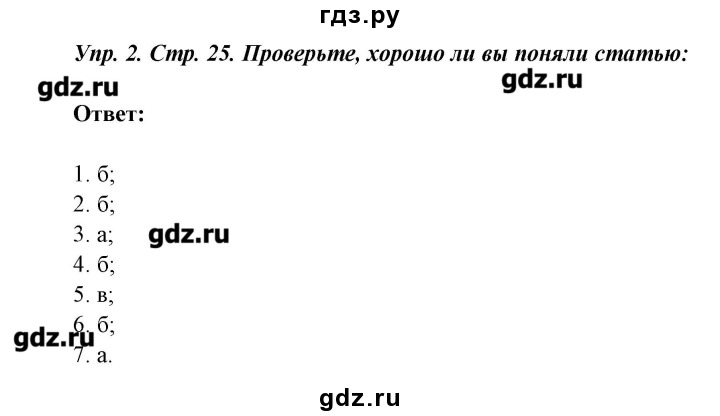 гдз.ру
Упр. 2. Стр. 25. Проверьте, хорошо ли вы поняли статью:
gdz.ru
gdz.ru
Ответ:
1. б;
2. б;
3. а;
gdz.ru
4. б;
5. в;
6. б;
gdz.ru
7. а.
gdz.ru